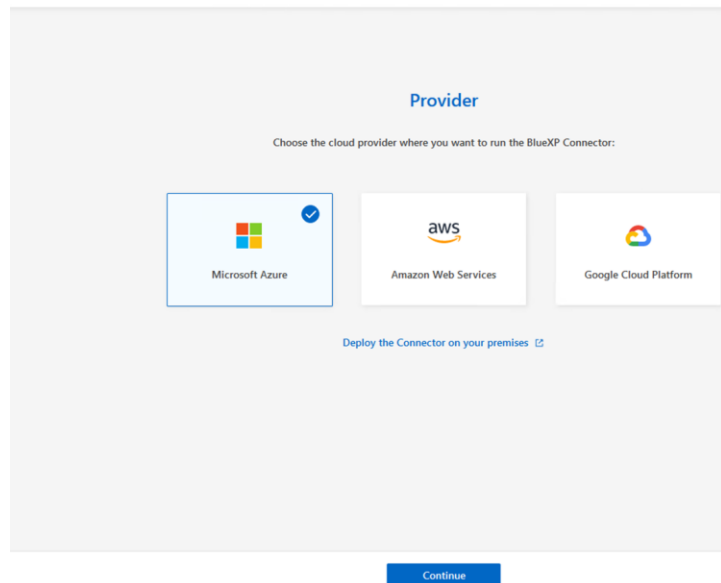 Provider
Choose the cloud provider where you want to run the BlueXP Connector:
aws
Microsoft Azure
Amazon Web Services
Google Cloud Platform
Deploy the Connector on your premises
Continue